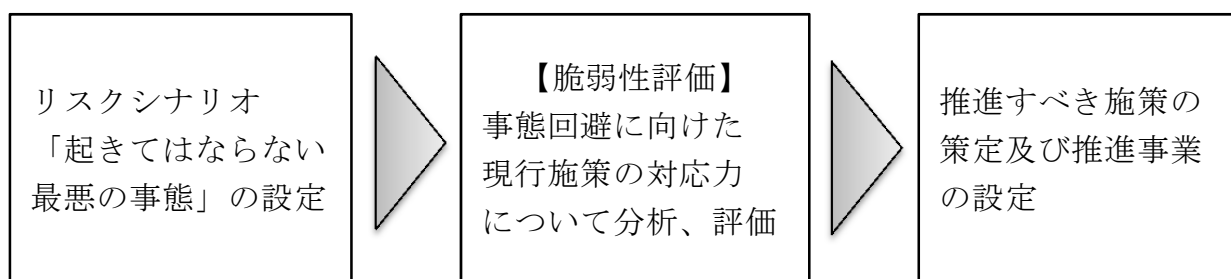 リスクシナリオ
「起きてはならない
最悪の事態」の設定
【脆弱性評価】
事態回避に向けた
現行施策の対応力
について分析、評価
推進すべき施策の
策定及び推進事業
の設定